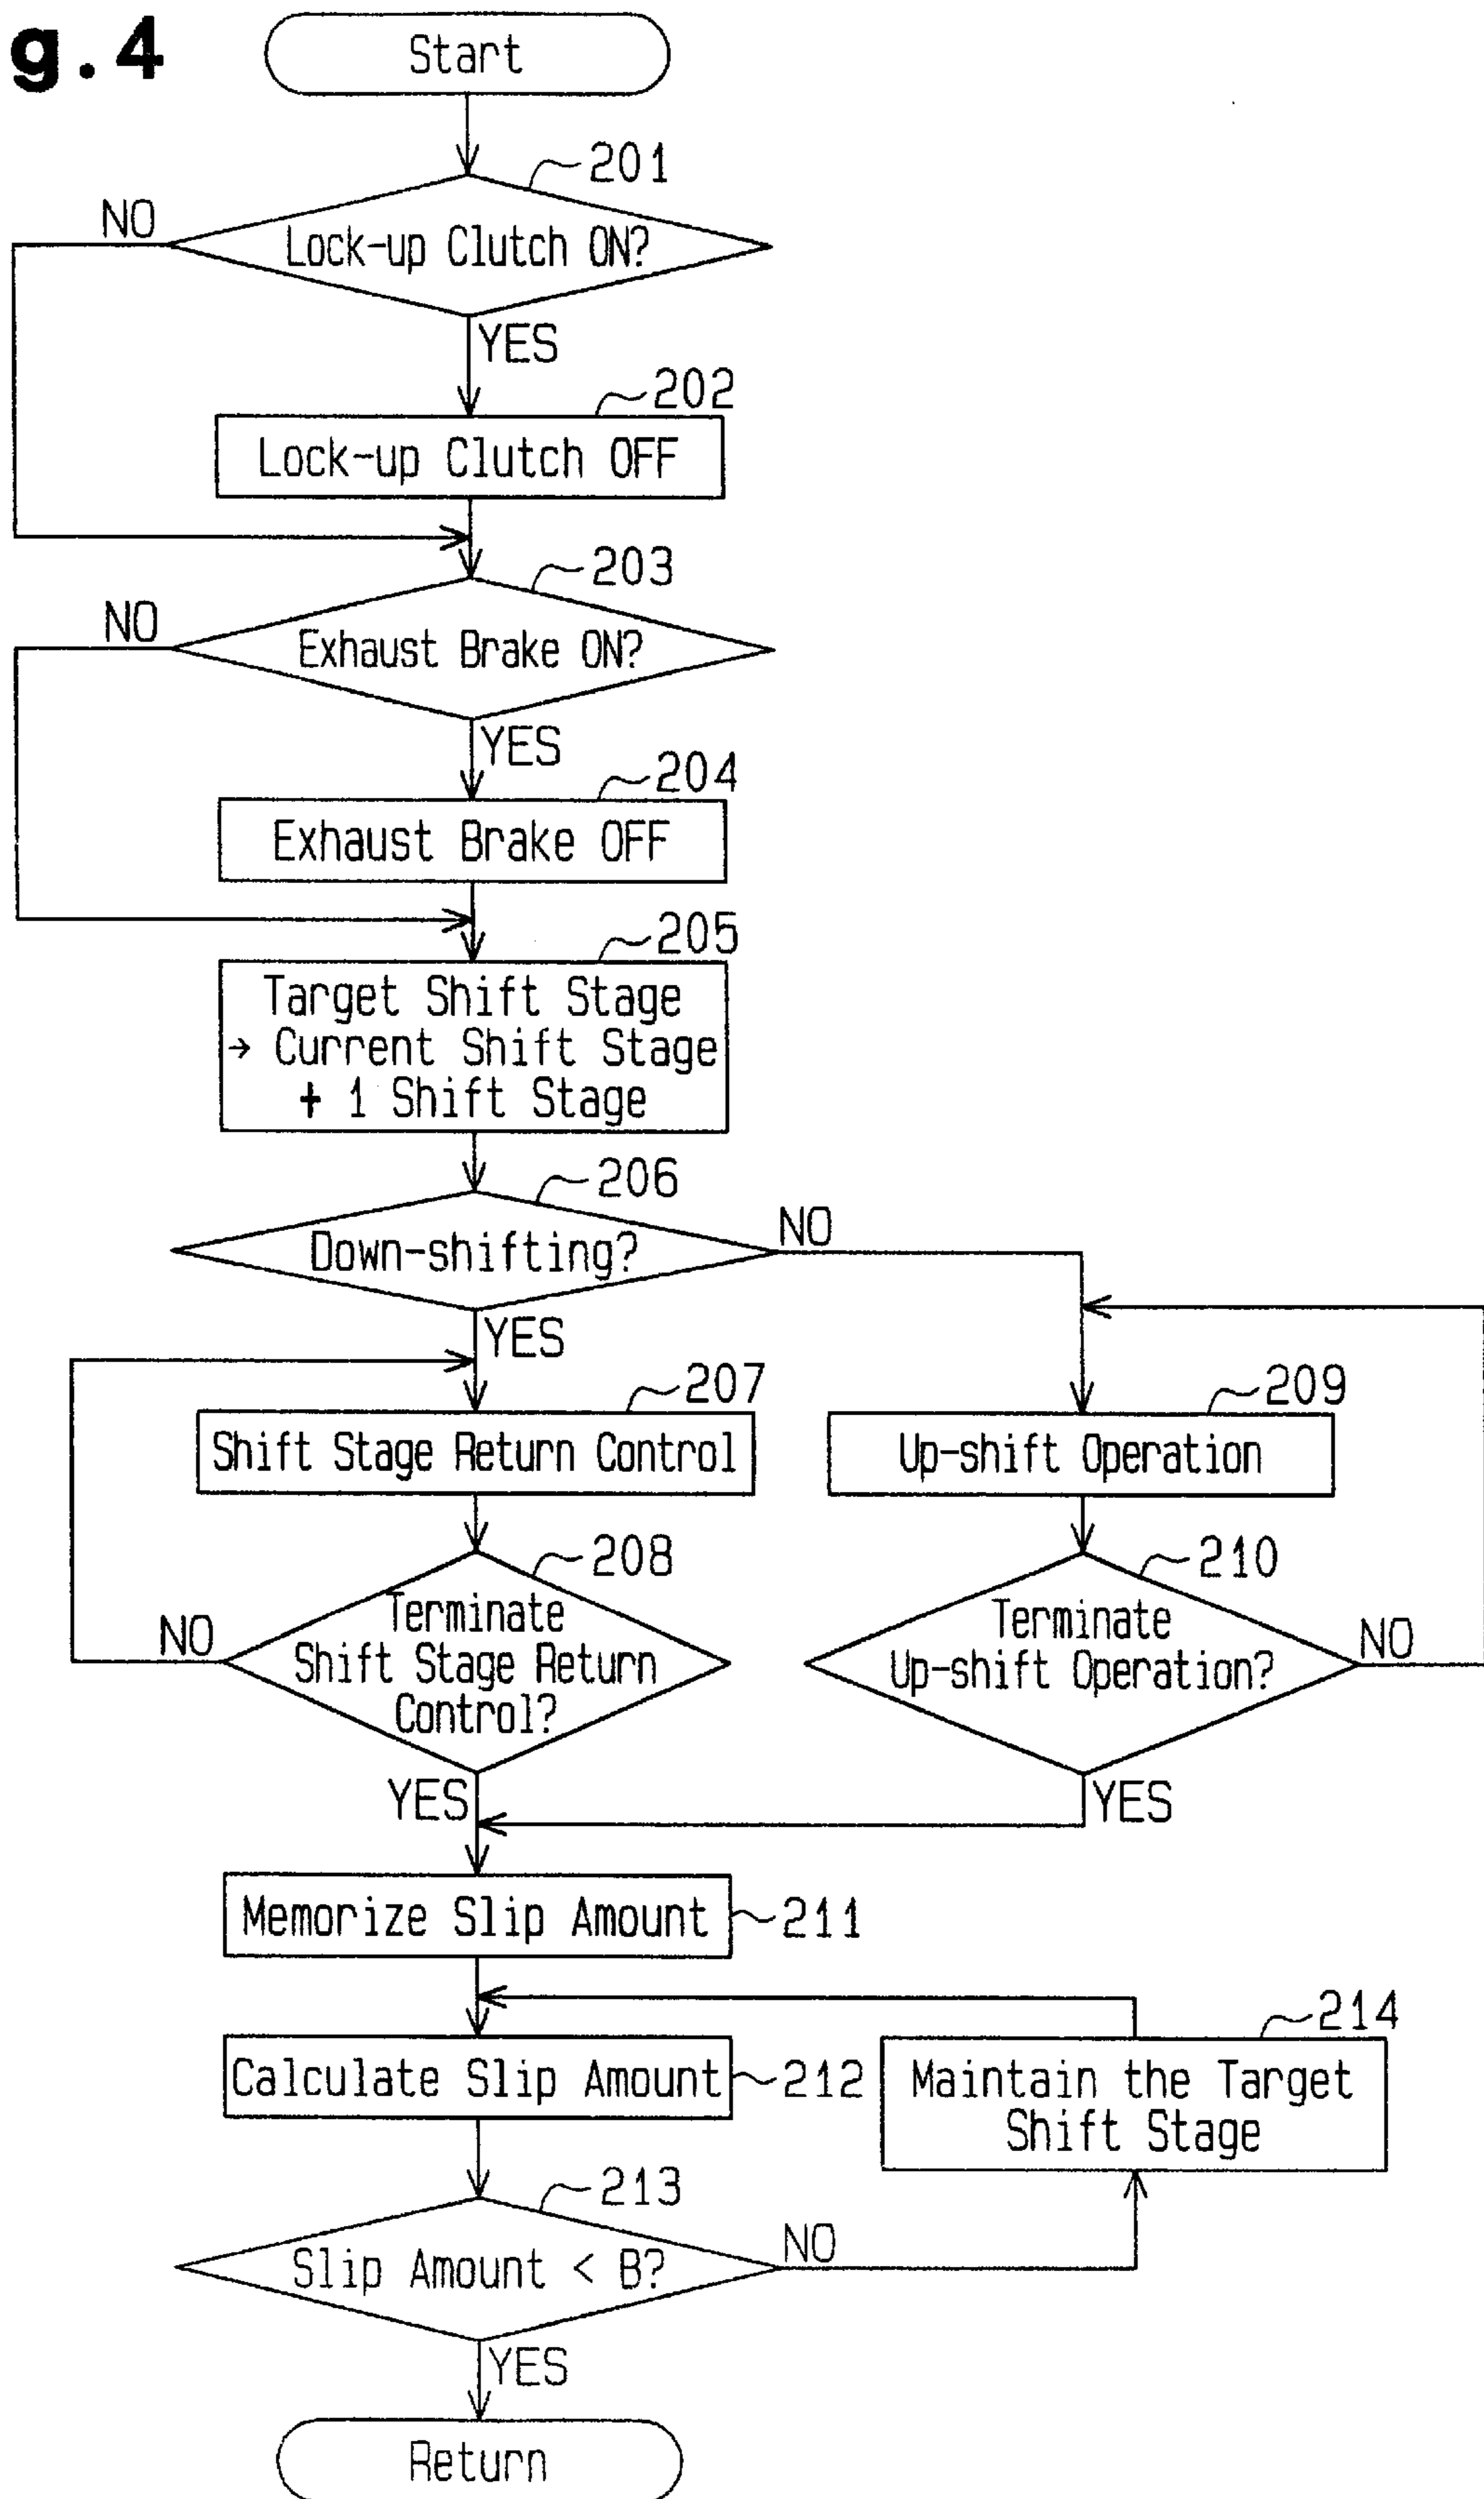 g.4
Start
201
NO
Lock-up Clutch ON?
YES
202
Lock-up Clutch OFF
203
NO
Exhaust Brake ON?
YES
204
Exhaust Brake OFF
205
Target Shift Stage
→ Current Shift Stage
+ 1 Shift Stage
206
NO
Down-shifting?
YES
207
209
Shift Stage Return Control
Up-shift Operation
208
210
Terminate
Shift Stage Return
Control?
NO
Terminate
Up-shift Operation?
NO
YES
YES
Memorize Slip Amount
211
214
Calculate Slip Amount
212
Maintain the Target
Shift Stage
213
NO
Slip Amount < B?
YES
Return